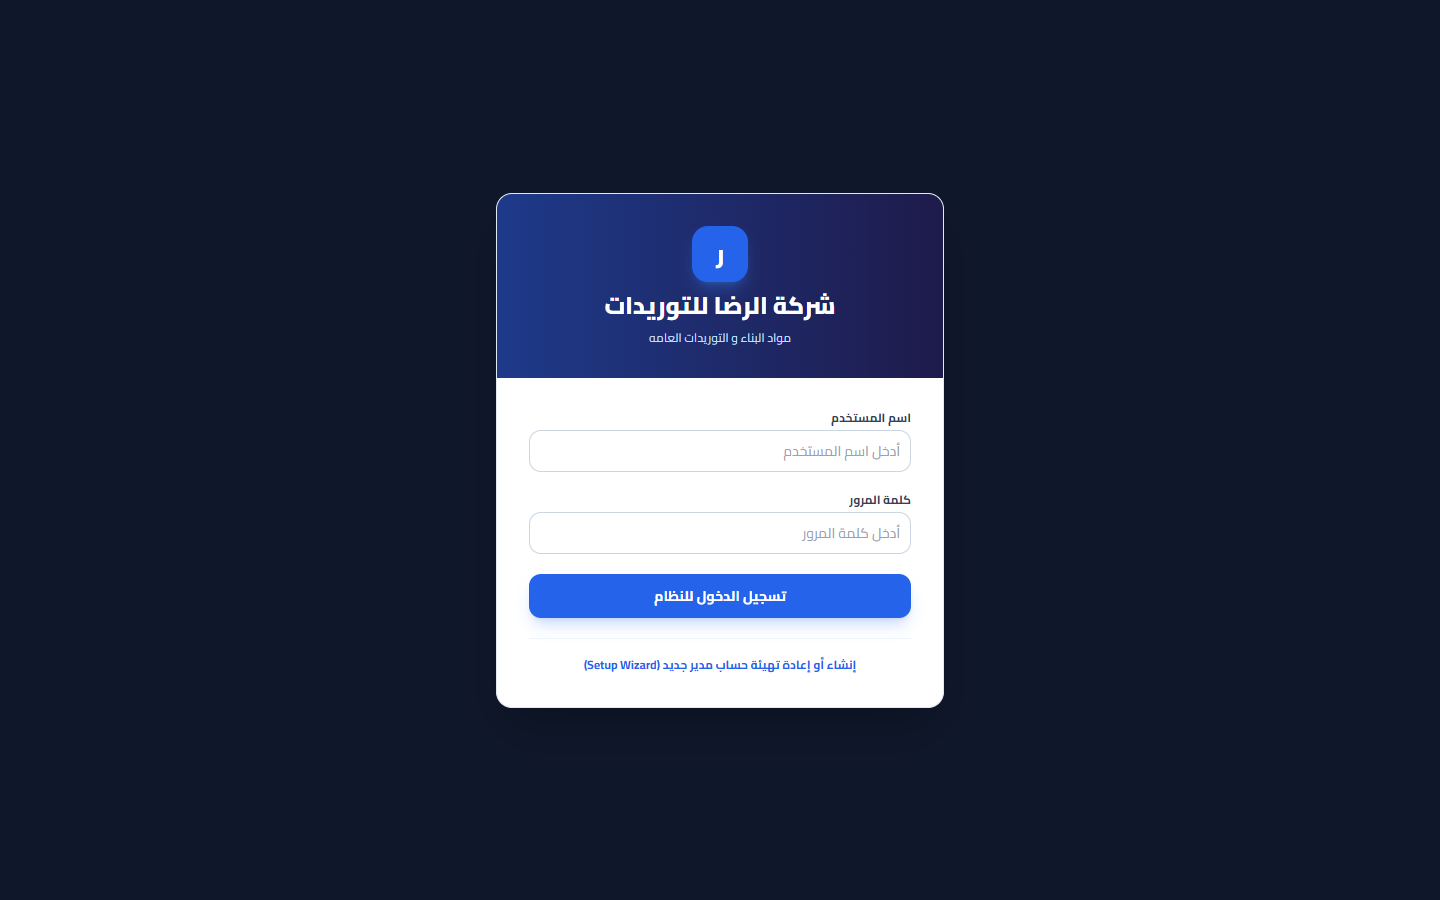 ر
شركة الرضا للتوريدات
مواد البناء و التوريدات العامه
اسم المستخدم
أدخل اسم المستخدم
كلمة المرور
أدخل كلمة المرور
تسجيل الدخول للنظام
إنشاء أو إعادة تهيئة حساب مدير جديد (Setup Wizard)